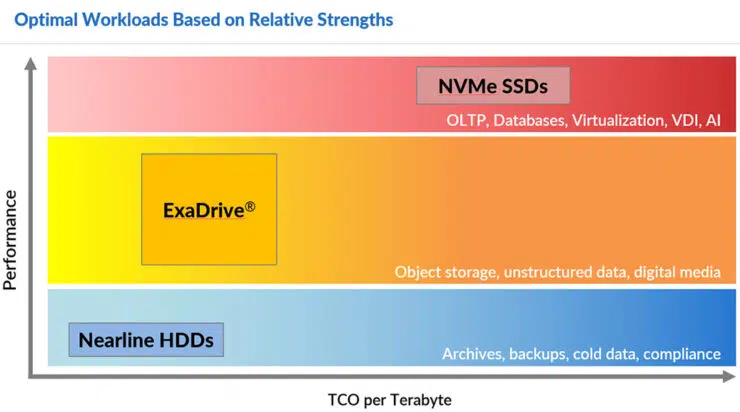 Optimal Workloads Based on Relative Strengths
NVMe SSDs
OLTP, Databases, Virtualization, VDI, AI
ExaDrive®
Object storage, unstructured data, digital media
Nearline HDDs
Archives, backups, cold data, compliance
Performance
TCO per Terabyte